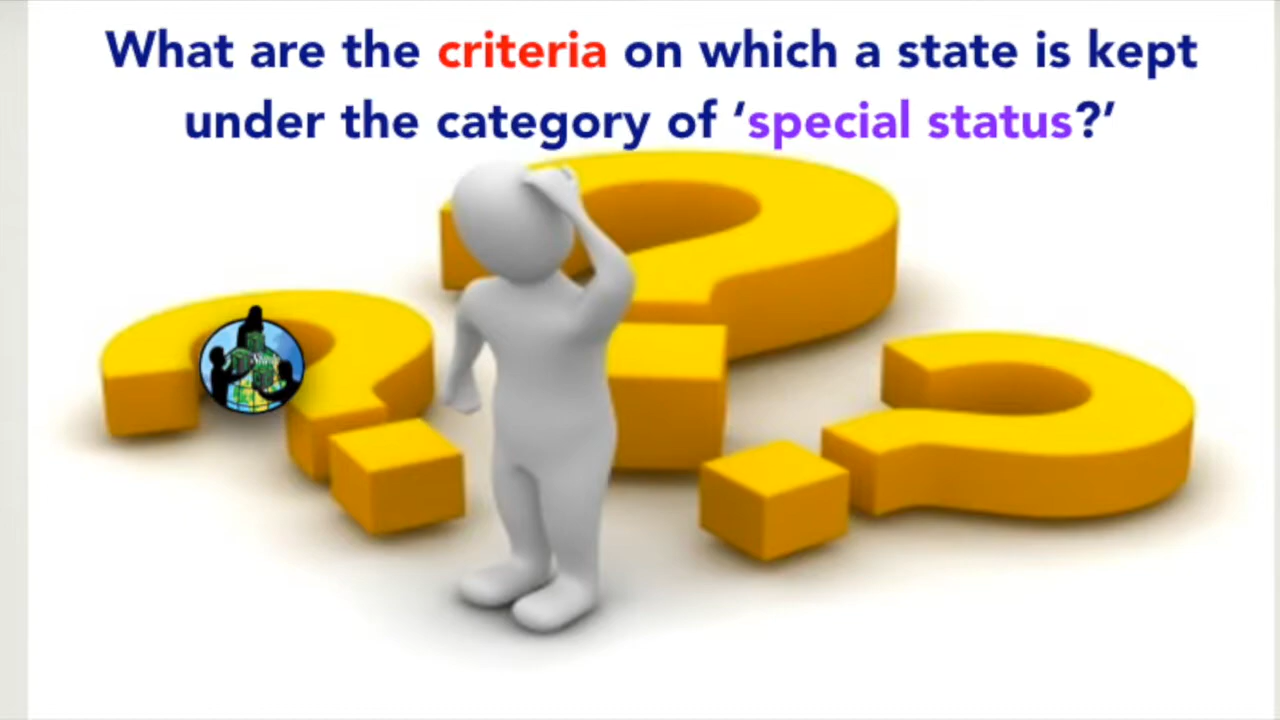 What are the criteria on which a state is kept
under the category of ‘special status?’